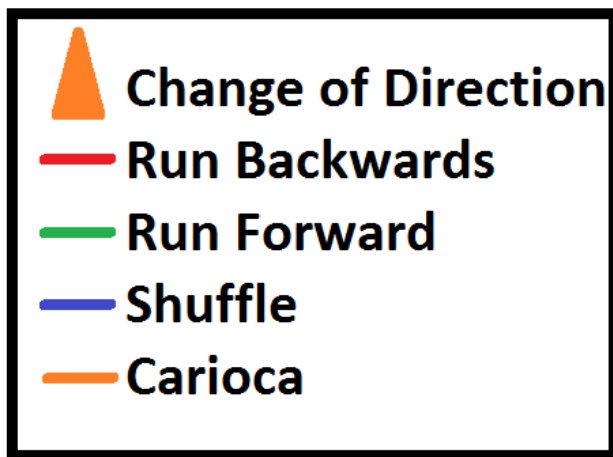 Change of Direction
Run Backwards
Run Forward
Shuffle
Carioca